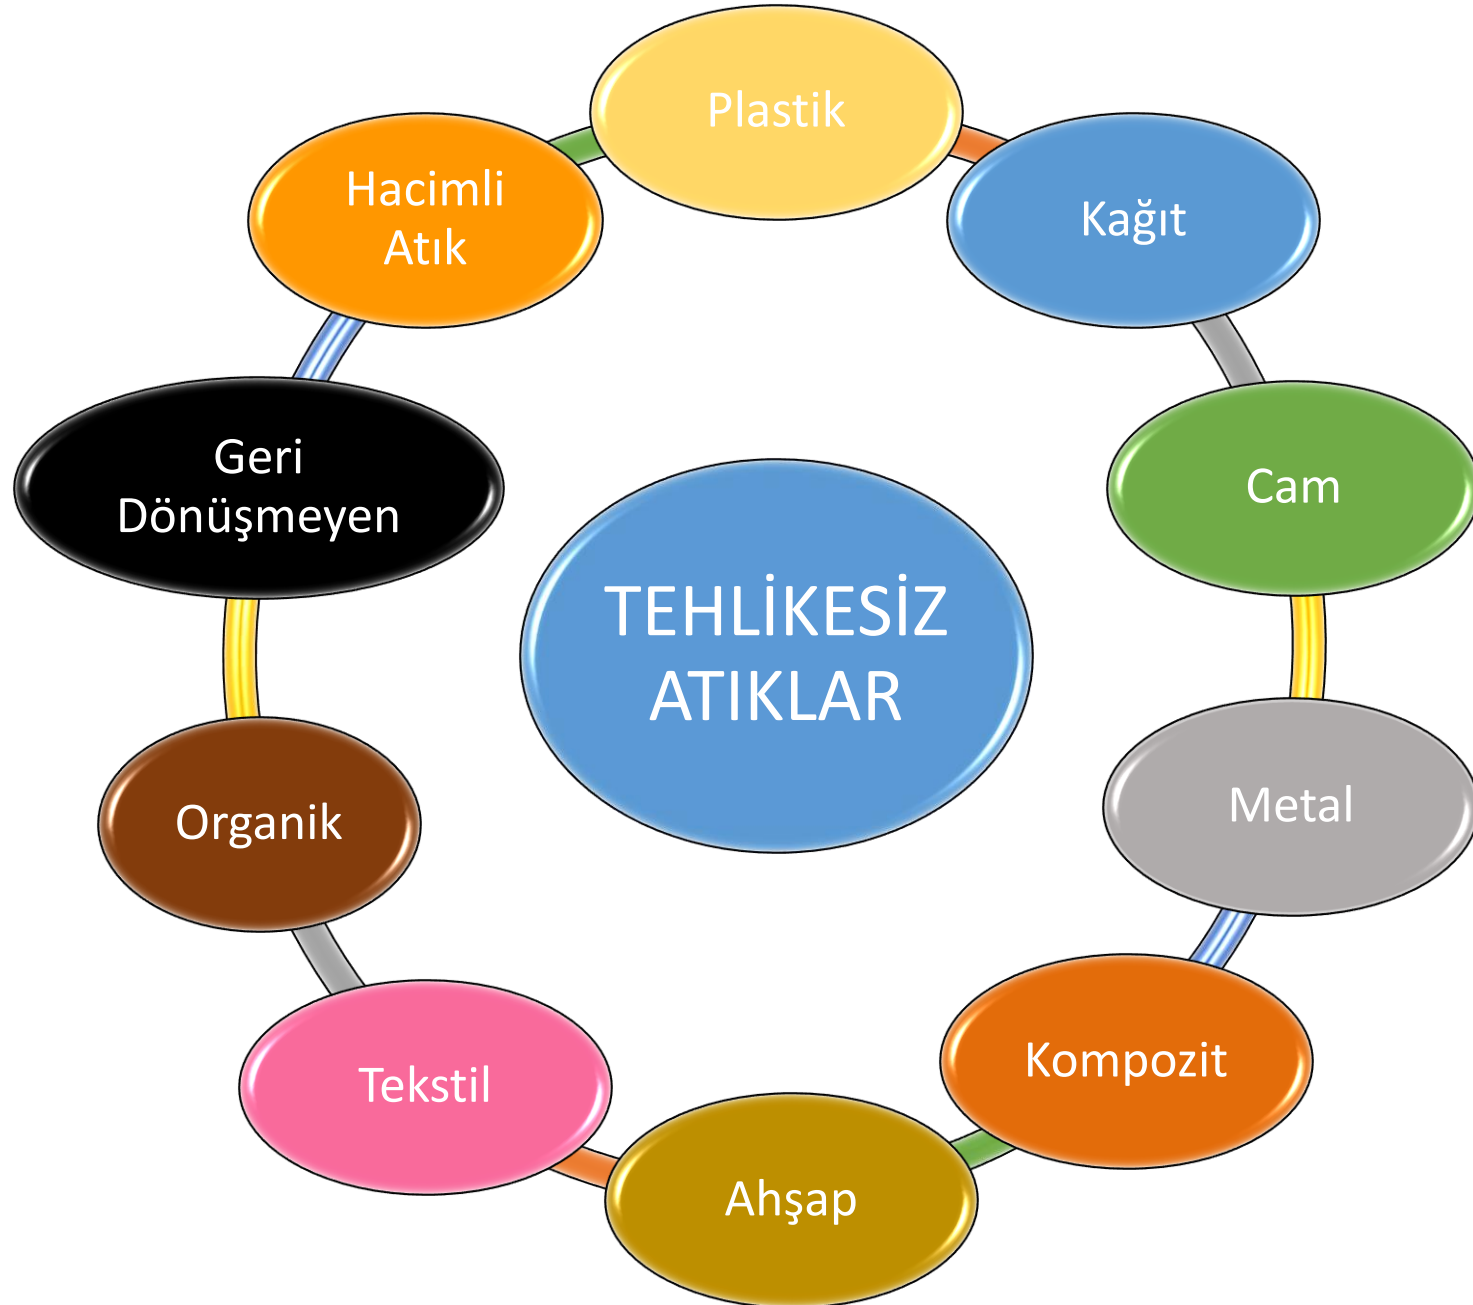 Plastik
Kağıt
Cam
Metal
Kompozit
Ahşap
Tekstil
Organik
Geri
Dönüşmeyen
Hacimli
Atık
TEHLİKESİZ
ATIKLAR